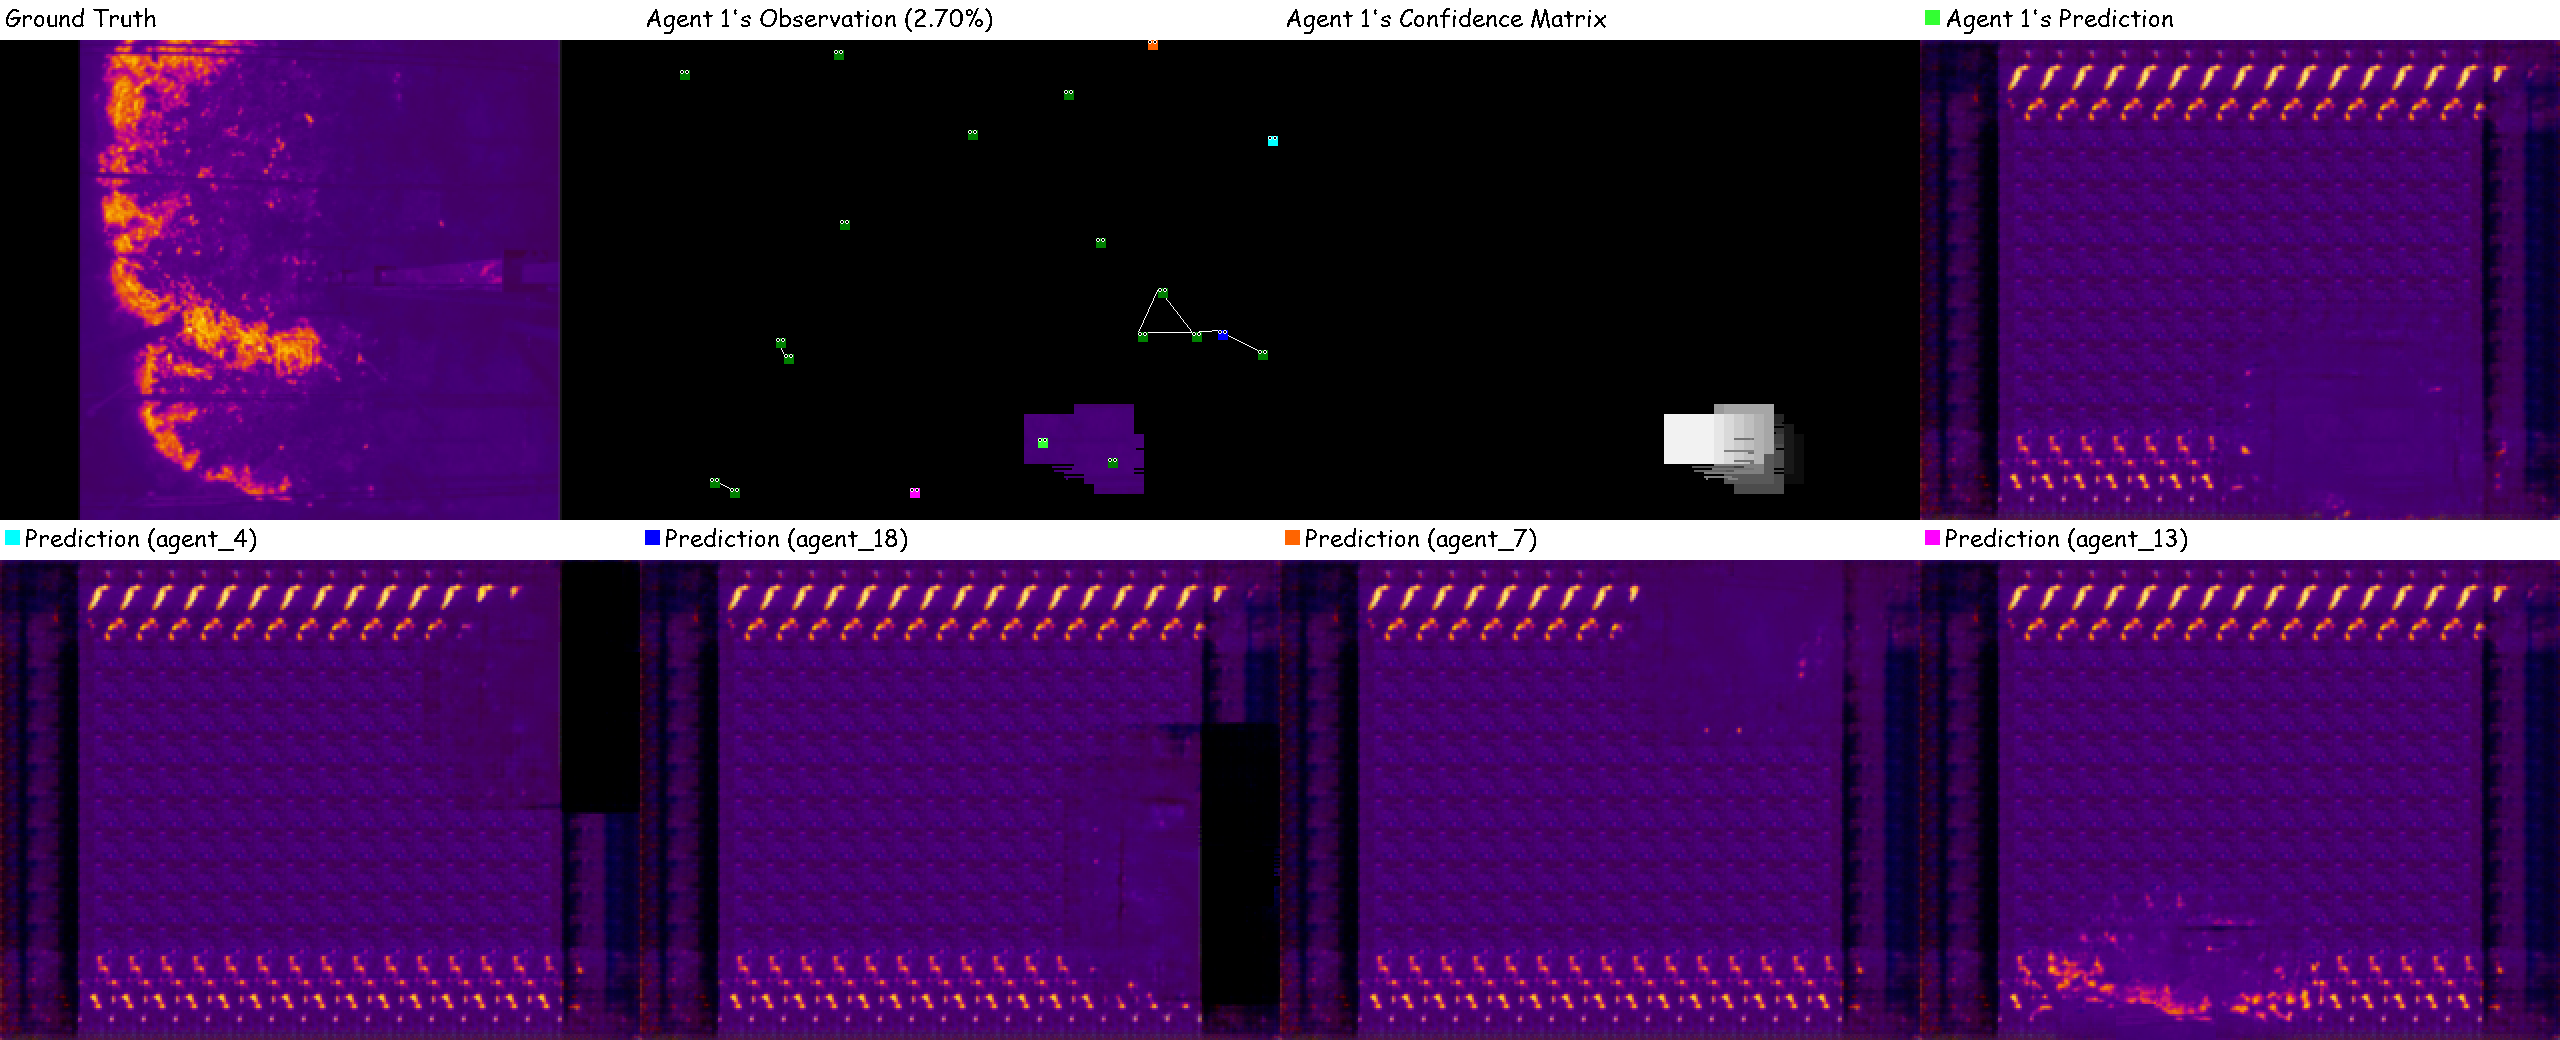 Ground Truth
Agent 1's Observation (2.70%)
Agent 1's Confidence Matrix
Agent 1's Prediction
Prediction (agent_4)
Prediction (agent_18)
Prediction (agent_7)
Prediction (agent_13)